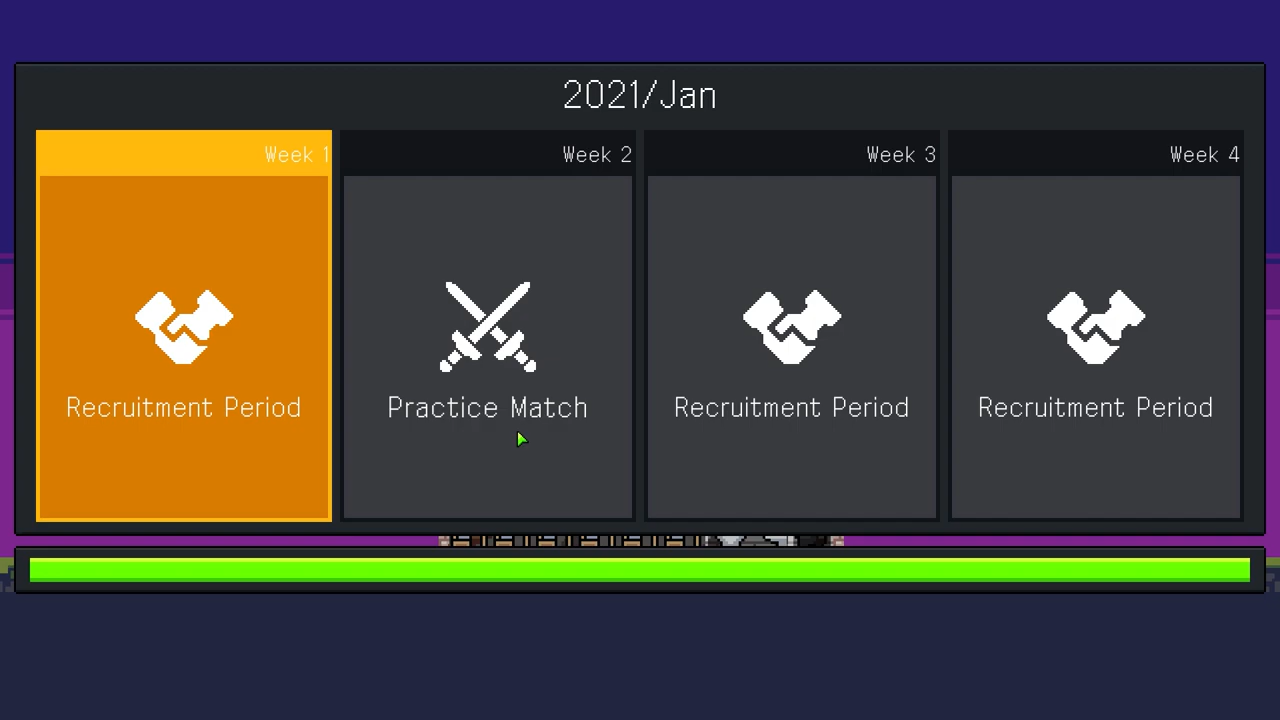 2021/Jan
Week 1
Week 2
Week 3
Week 4
Recruitment Period
Practice Match
Recruitment Period
Recruitment Period